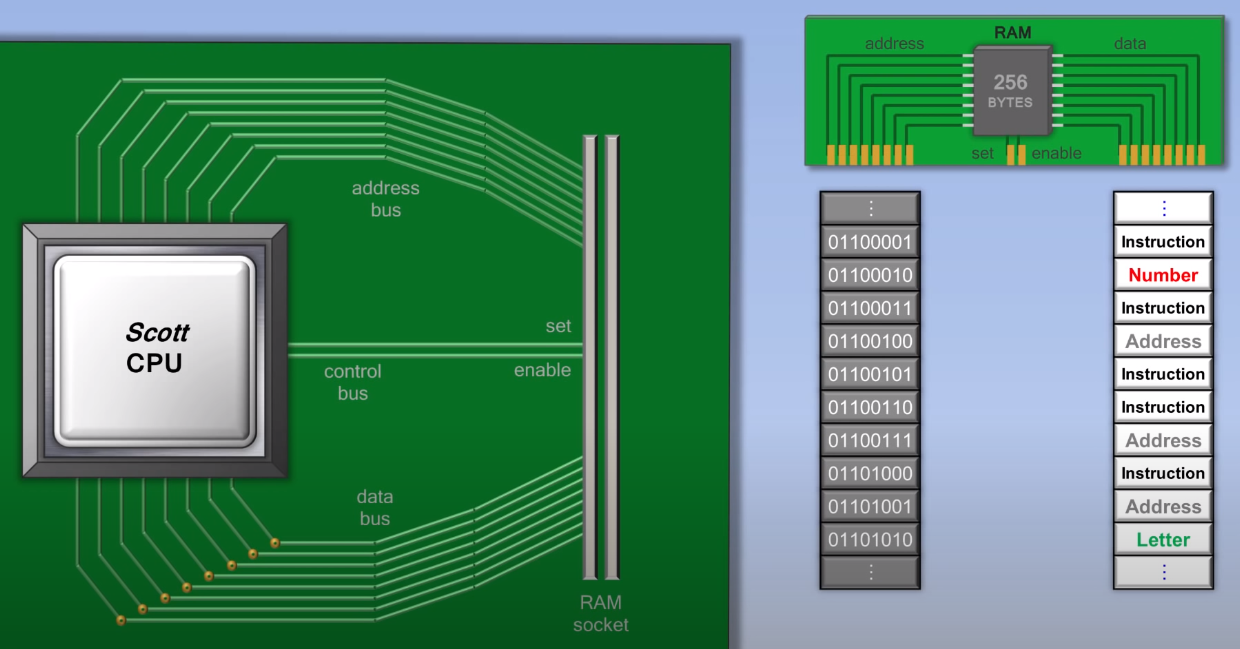 RAM
address
data
256
BYTES
set
enable
address
bus
Scott
CPU
set
control
bus
enable
data
bus
RAM
socket
⋮ ⋮
01100001 Instruction
01100010 Number
01100011 Instruction
01100100 Address
01100101 Instruction
01100110 Instruction
01100111 Address
01101000 Instruction
01101001 Address
01101010 Letter
⋮ ⋮